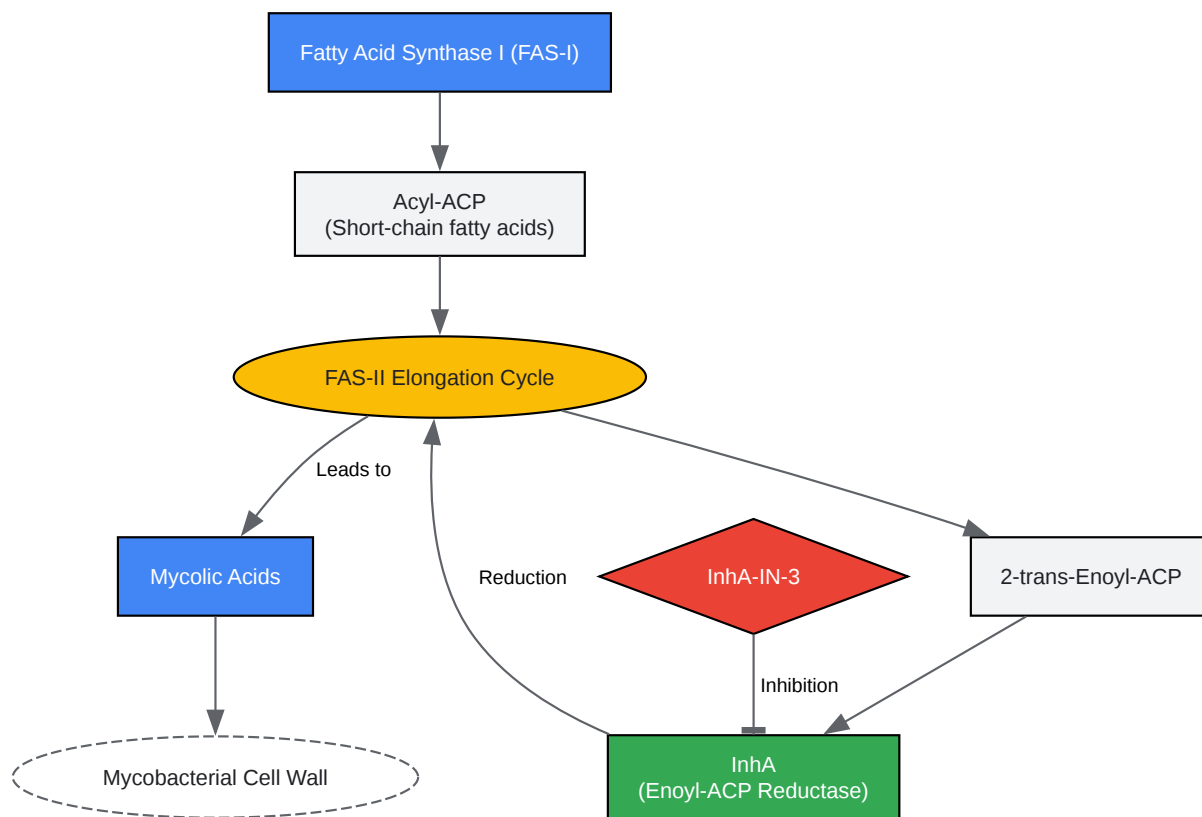 Fatty Acid Synthase I (FAS-I)
Acyl-ACP
(Short-chain fatty acids)
FAS-II Elongation Cycle
Leads to
Mycolic Acids
Reduction
InhA-IN-3
2-trans-Enoyl-ACP
Inhibition
Mycobacterial Cell Wall
InhA
(Enoyl-ACP Reductase)